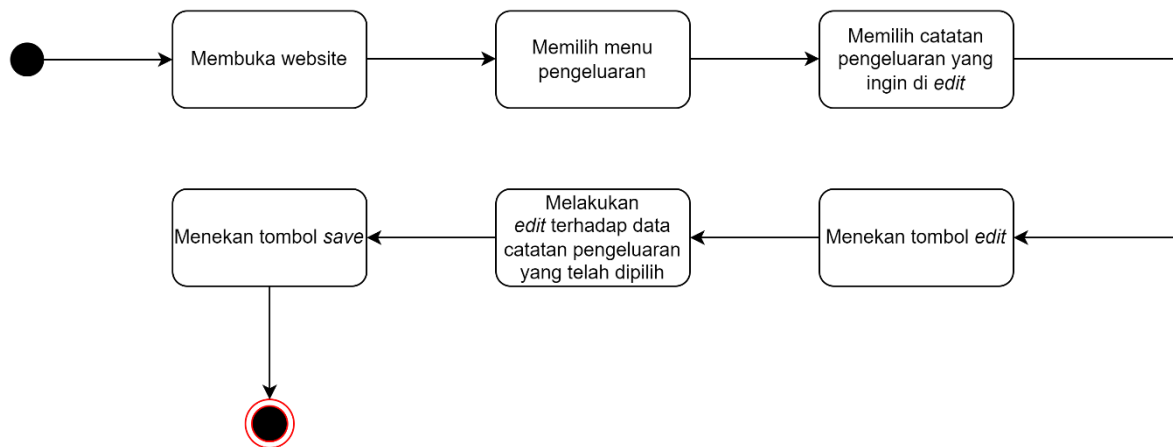 Membuka website
Memilih menu
pengeluaran
Memilih catatan
pengeluaran yang
ingin di edit
Menekan tombol edit
Melakukan
edit terhadap data
catatan pengeluaran
yang telah dipilih
Menekan tombol save